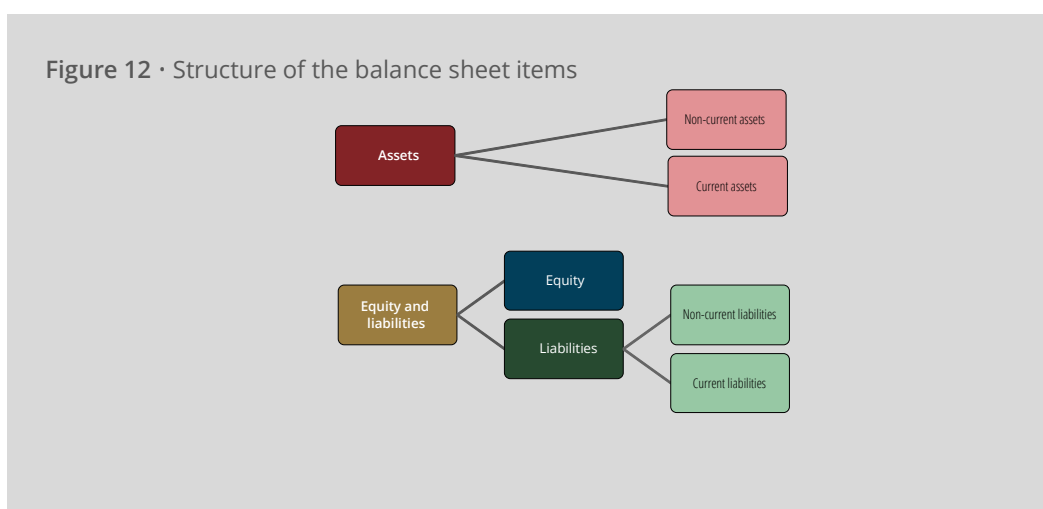 Figure 12 · Structure of the balance sheet items
Non-current assets
Assets
Current assets
Equity
Equity and
liabilities
Non-current liabilities
Liabilities
Current liabilities